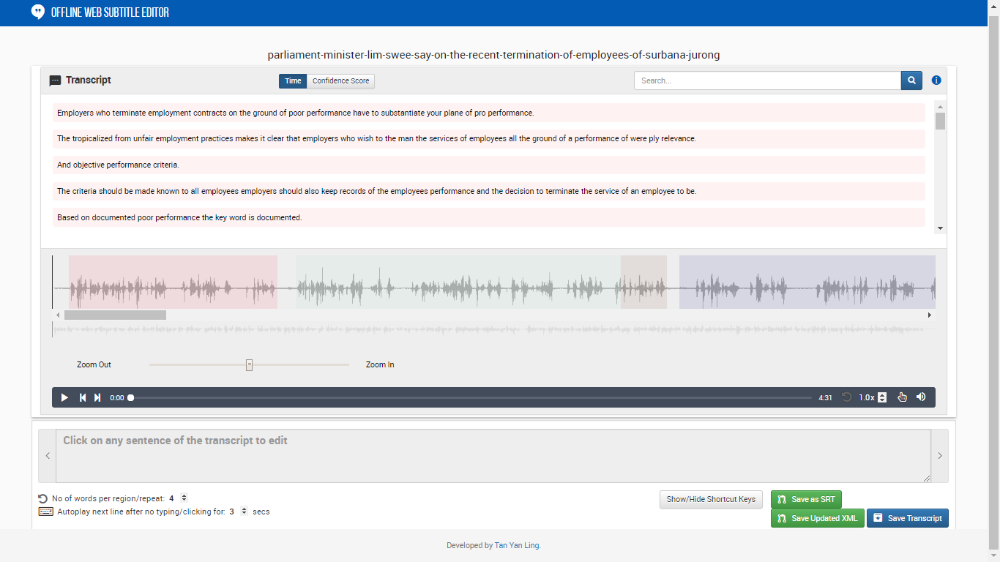 OFFLINE WEB SUBTITLE EDITOR
parliament-minister-lim-swee-say-on-the-recent-termination-of-employees-of-surbana-jurong
Transcript
Time Confidence Score
Search...
Employers who terminate employment contracts on the ground of poor performance have to substantiate your plane of pro performance.
The tropicalized from unfair employment practices makes it clear that employers who wish to the man the services of employees all the ground of a performance of were ply relevance.
And objective performance criteria.
The criteria should be made known to all employees employers should also keep records of the employees performance and the decision to terminate the service of an employee to be.
Based on documented poor performance the key word is documented.
Zoom Out Zoom In
0:00 4:31 1.0x
Click on any sentence of the transcript to edit
No of words per region/repeat: 4
Autoplay next line after no typing/clicking for: 3 secs
Show/Hide Shortcut Keys Save as SRT
Save Updated XML Save Transcript
Developed by Tan Yan Ling.